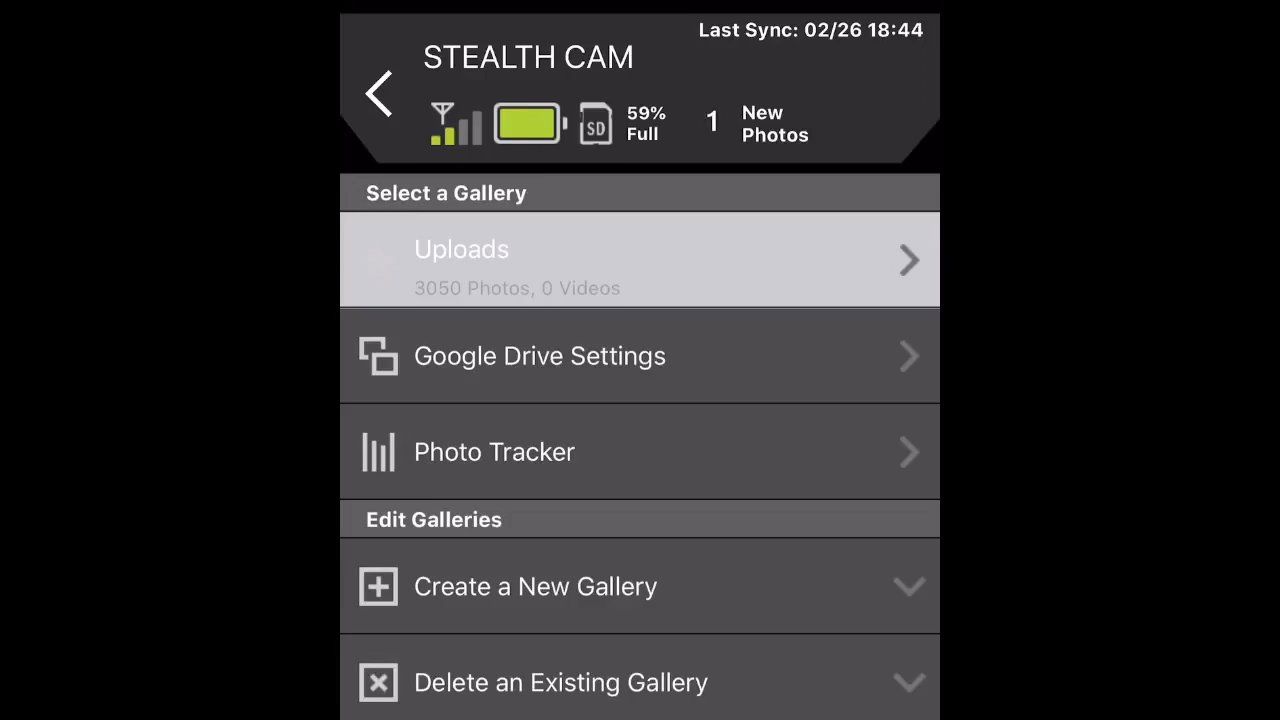 Last Sync: 02/26 18:44
STEALTH CAM
SD
59%
Full
1
New
Photos
Select a Gallery
Uploads
3050 Photos, 0 Videos
Google Drive Settings
Photo Tracker
Edit Galleries
Create a New Gallery
Delete an Existing Gallery